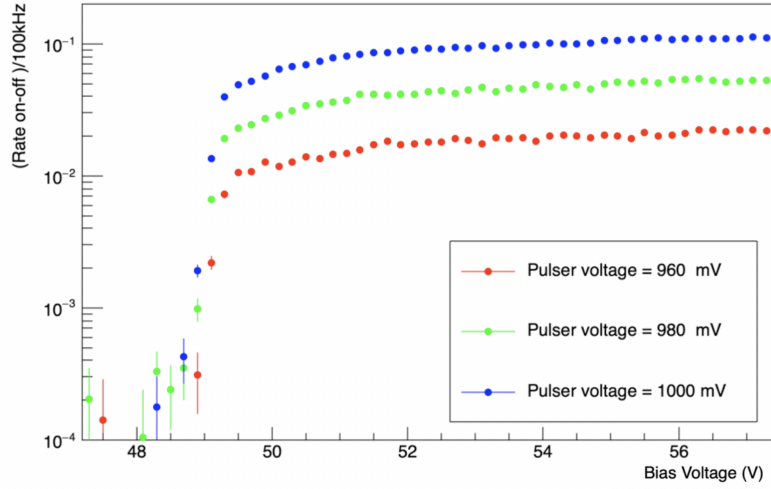 (Rate on-off )/100kHz
10⁻¹
10⁻²
10⁻³
10⁻⁴
Pulser voltage = 960 mV
Pulser voltage = 980 mV
Pulser voltage = 1000 mV
48 50 52 54 56
Bias Voltage (V)